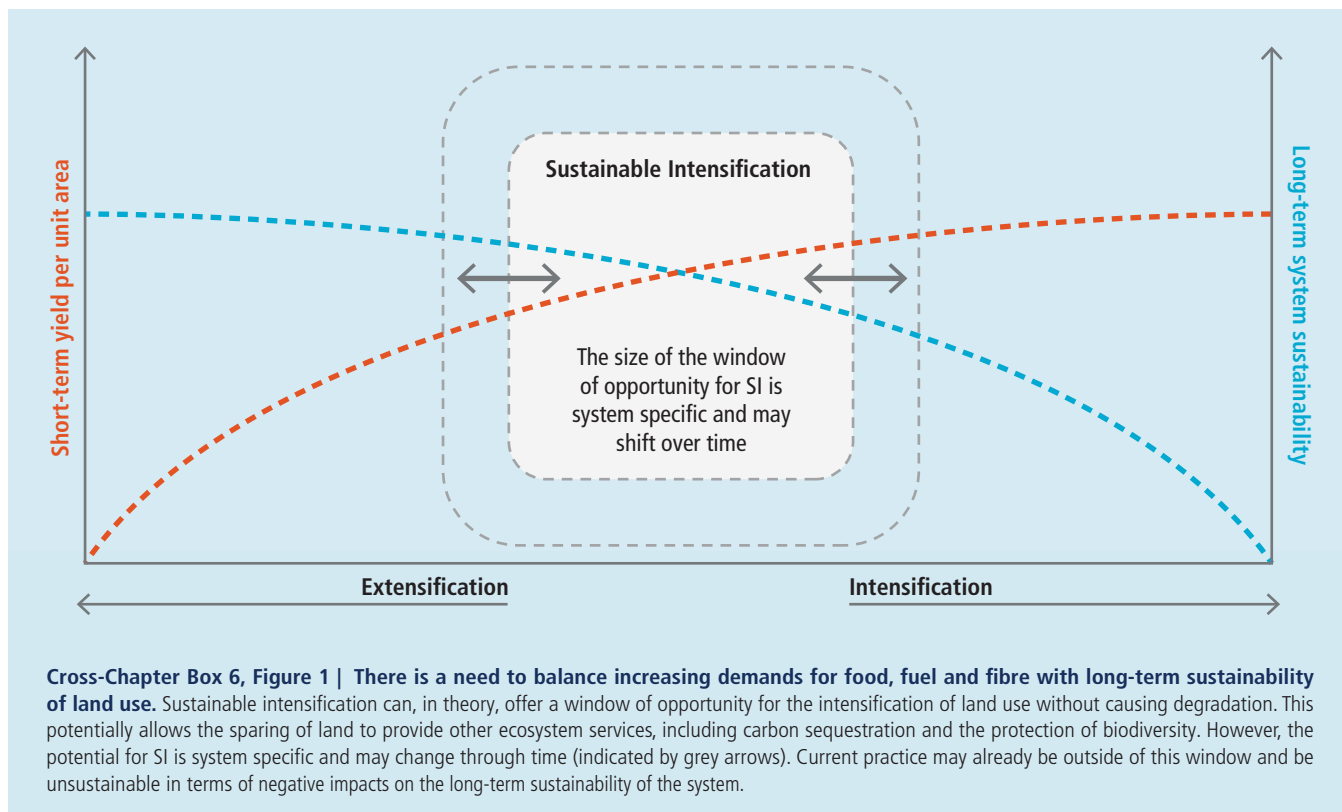 Short-term yield per unit area
Sustainable Intensification
The size of the window
of opportunity for SI is
system specific and may
shift over time
Long-term system sustainability
Extensification
Intensification
Cross-Chapter Box 6, Figure 1 | There is a need to balance increasing demands for food, fuel and fibre with long-term sustainability
of land use. Sustainable intensification can, in theory, offer a window of opportunity for the intensification of land use without causing degradation. This
potentially allows the sparing of land to provide other ecosystem services, including carbon sequestration and the protection of biodiversity. However, the
potential for SI is system specific and may change through time (indicated by grey arrows). Current practice may already be outside of this window and be
unsustainable in terms of negative impacts on the long-term sustainability of the system.